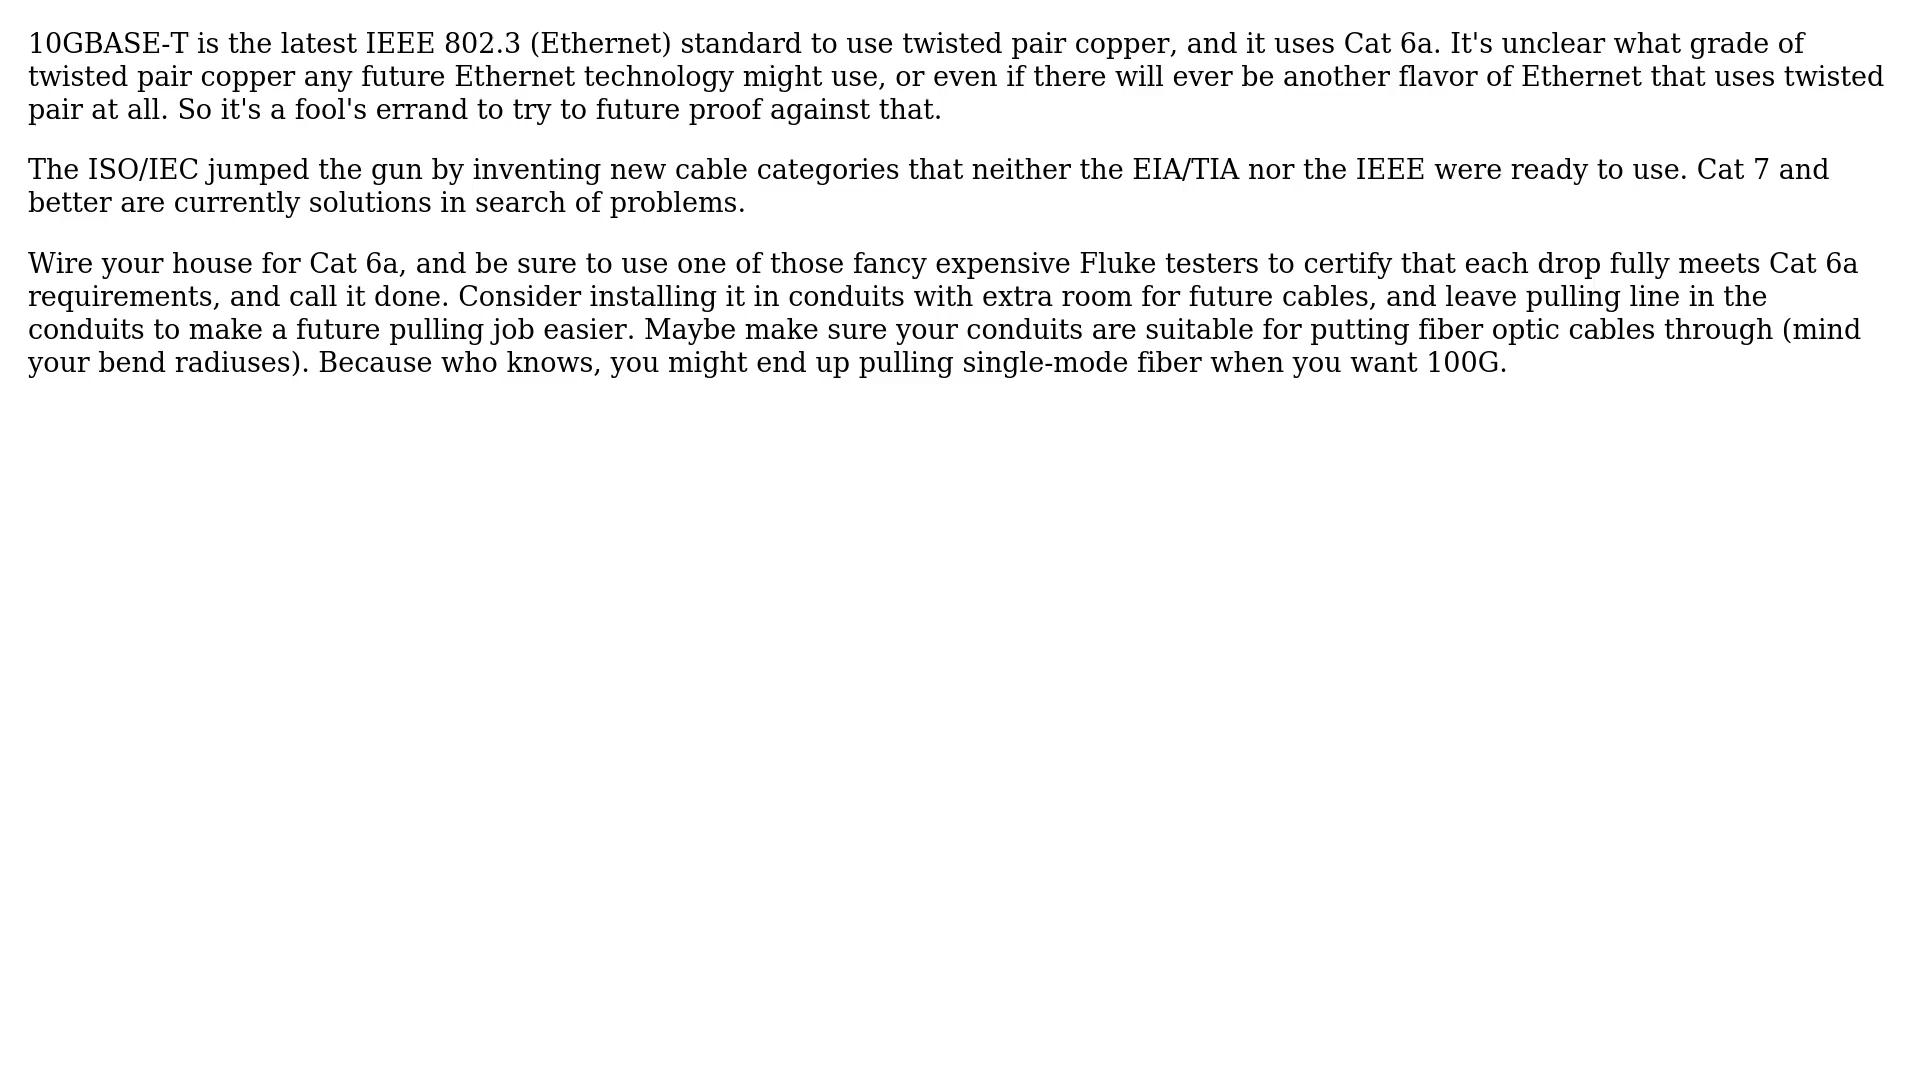 10GBASE-T is the latest IEEE 802.3 (Ethernet) standard to use twisted pair copper, and it uses Cat 6a. It's unclear what grade of
twisted pair copper any future Ethernet technology might use, or even if there will ever be another flavor of Ethernet that uses twisted
pair at all. So it's a fool's errand to try to future proof against that.
The ISO/IEC jumped the gun by inventing new cable categories that neither the EIA/TIA nor the IEEE were ready to use. Cat 7 and
better are currently solutions in search of problems.
Wire your house for Cat 6a, and be sure to use one of those fancy expensive Fluke testers to certify that each drop fully meets Cat 6a
requirements, and call it done. Consider installing it in conduits with extra room for future cables, and leave pulling line in the
conduits to make a future pulling job easier. Maybe make sure your conduits are suitable for putting fiber optic cables through (mind
your bend radiuses). Because who knows, you might end up pulling single-mode fiber when you want 100G.